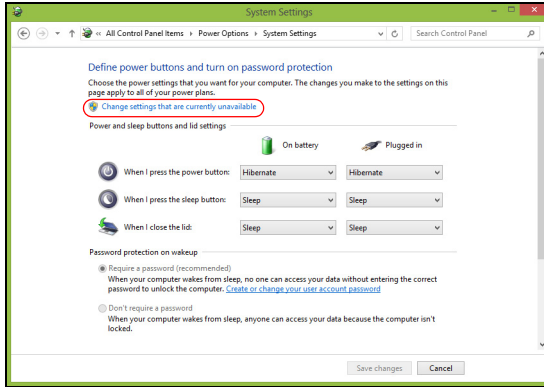 System Settings
« All Control Panel Items › Power Options › System Settings
Search Control Panel
Define power buttons and turn on password protection
Choose the power settings that you want for your computer. The changes you make to the settings on this
page apply to all of your power plans.
Change settings that are currently unavailable
Power and sleep buttons and lid settings
On battery Plugged in
When I press the power button: Hibernate Hibernate
When I press the sleep button: Sleep Sleep
When I close the lid: Sleep Sleep
Password protection on wakeup
Require a password (recommended)
When your computer wakes from sleep, no one can access your data without entering the correct
password to unlock the computer. Create or change your user account password
Don't require a password
When your computer wakes from sleep, anyone can access your data because the computer isn't
locked.
Save changes Cancel